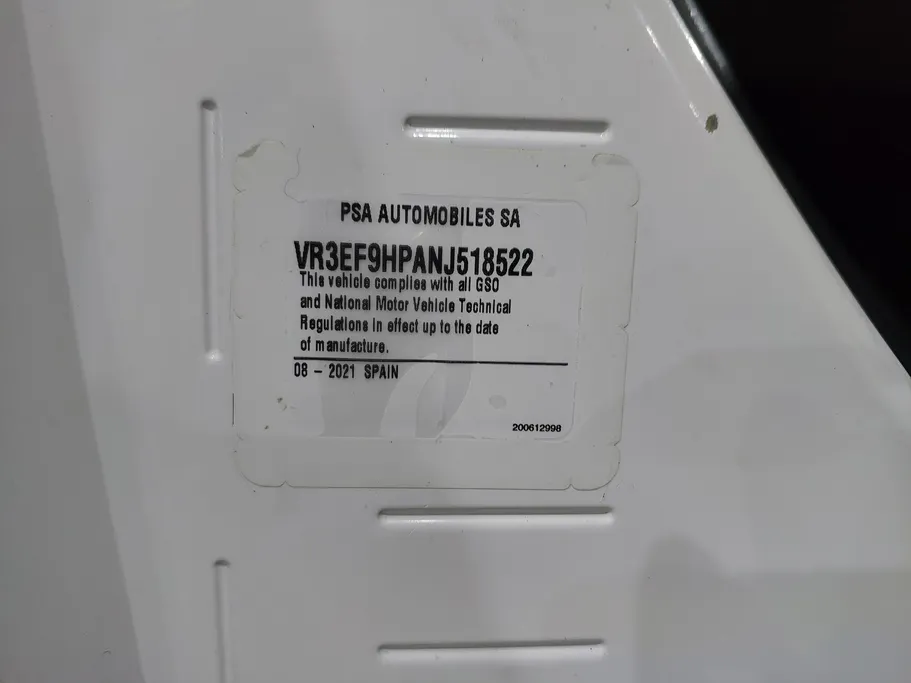 PSA AUTOMOBILES SA
VR3EF9HPANJ518522
This vehicle complies with all GSO
and National Motor Vehicle Technical
Regulations in effect up to the date
of manufacture.
08 - 2021 SPAIN
200612998